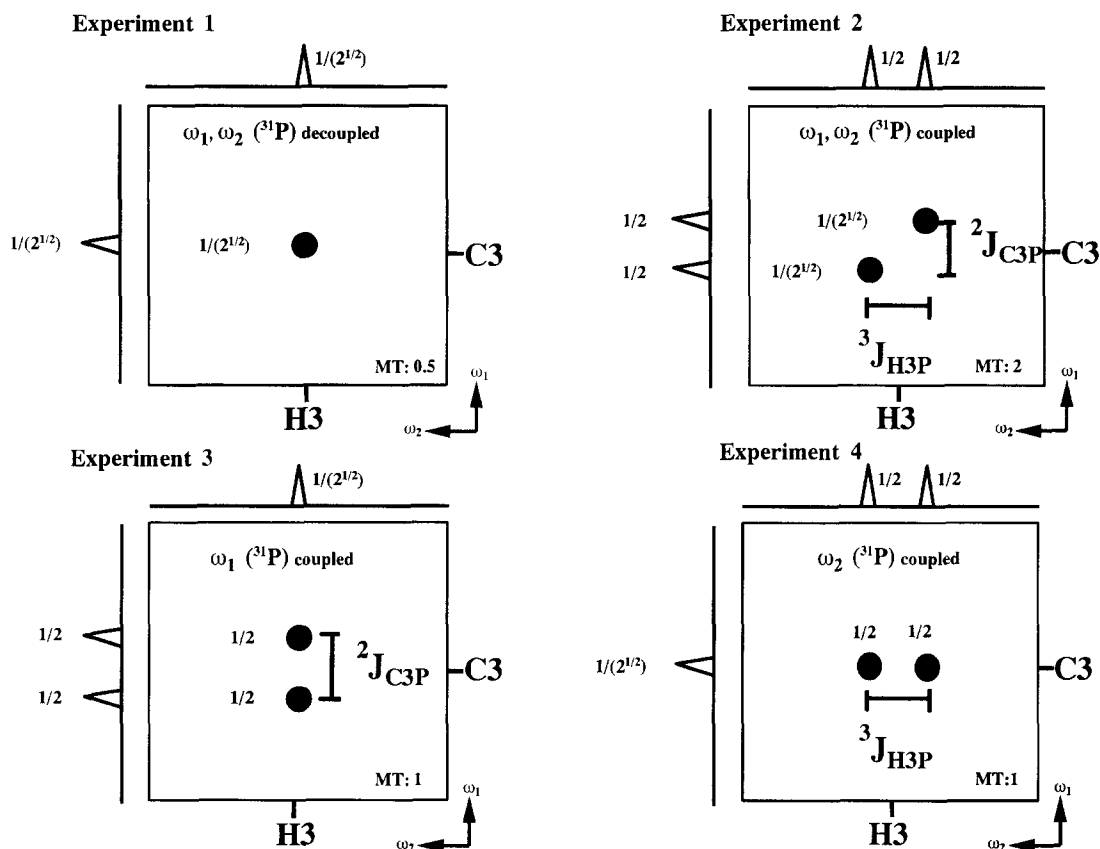 Experiment 1
1/(2^1/2)
ω1, ω2 (31P) decoupled
1/(2^1/2)
1/(2^1/2)
C3
MT: 0.5
H3
ω1
ω2
Experiment 2
1/2
1/2
ω1, ω2 (31P) coupled
1/2
1/(2^1/2)
2JC3P
C3
1/2
1/(2^1/2)
3JH3P
MT: 2
H3
ω1
ω2
Experiment 3
1/(2^1/2)
ω1 (31P) coupled
1/2
1/2
2JC3P
C3
1/2
1/2
MT: 1
H3
ω1
ω2
Experiment 4
1/2
1/2
ω2 (31P) coupled
1/2
1/2
1/(2^1/2)
C3
3JH3P
MT:1
H3
ω1
ω2